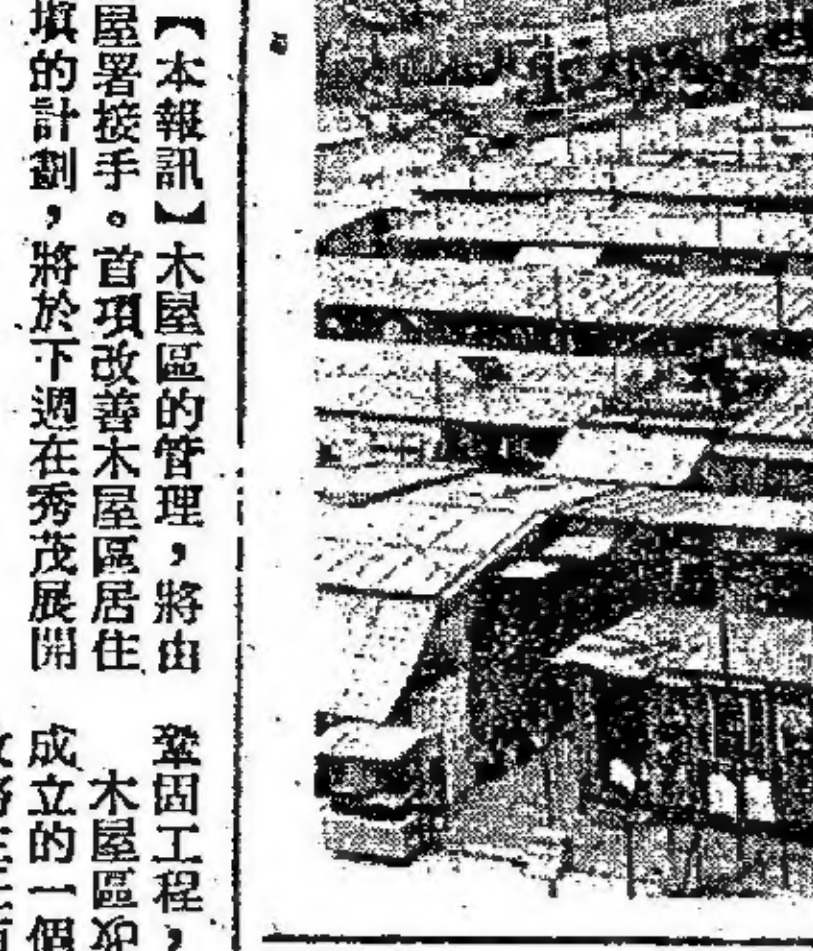 【本報訊】木屋區的管理，將由
屋署接手。首項改善木屋區居住
填的計劃，將於下週在秀茂展開
鞏固工程，
木屋區
成立的一個